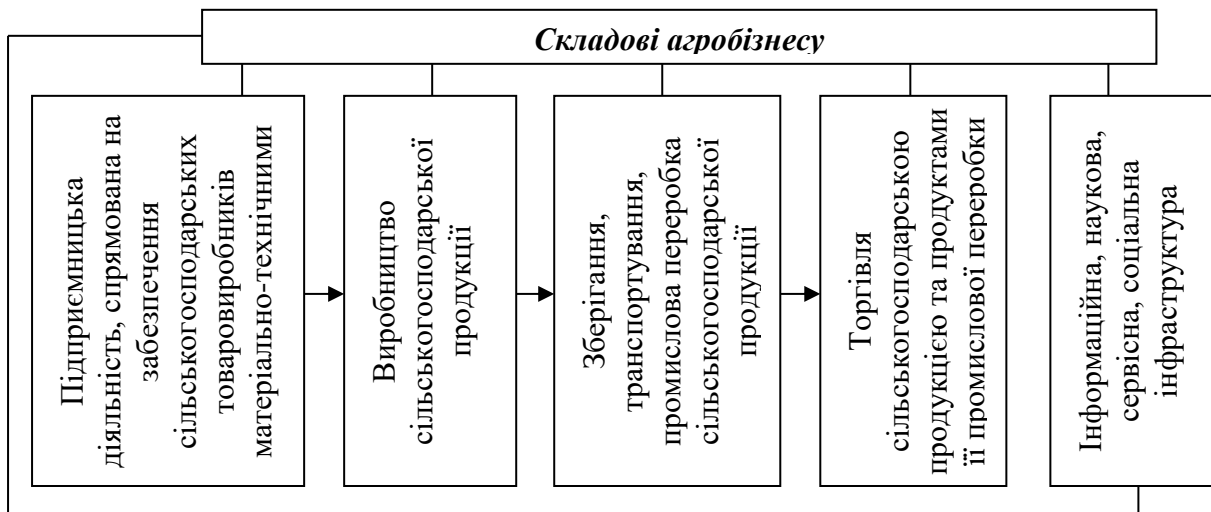 Складові агробізнесу
Підприємницька
діяльність, спрямована на
забезпечення
сільськогосподарських
товаровиробників
матеріально-технічними
Виробництво
сільськогосподарської
продукції
Зберігання,
транспортування,
промислова переробка
сільськогосподарської
продукції
Торгівля
сільськогосподарською
продукцією та продуктами
її промислової переробки
Інформаційна, наукова,
сервісна, соціальна
інфраструктура